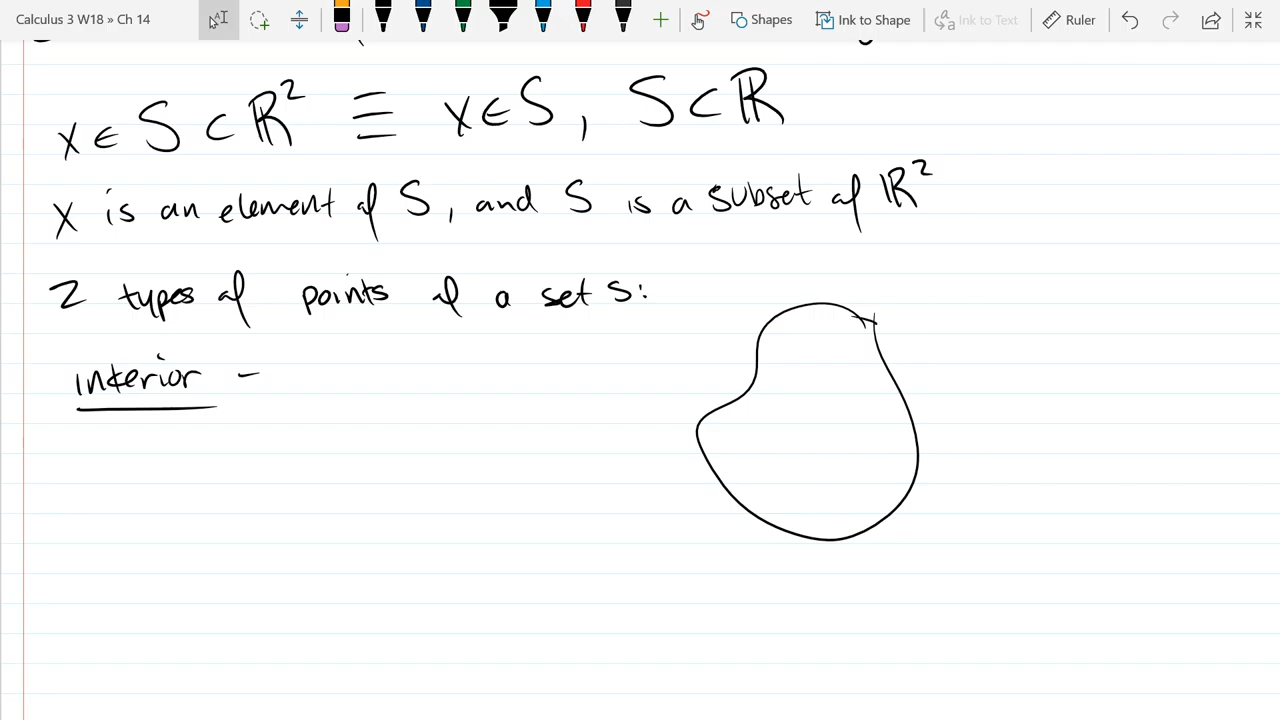 Calculus 3 W18 » Ch 14
Shapes
Ink to Shape
Ink to Text
Ruler
x ∈ S ⊂ ℝ² ≡ x ∈ S, S ⊂ ℝ
x is an element of S, and S is a subset of ℝ²
2 types of points of a set S:
interior -